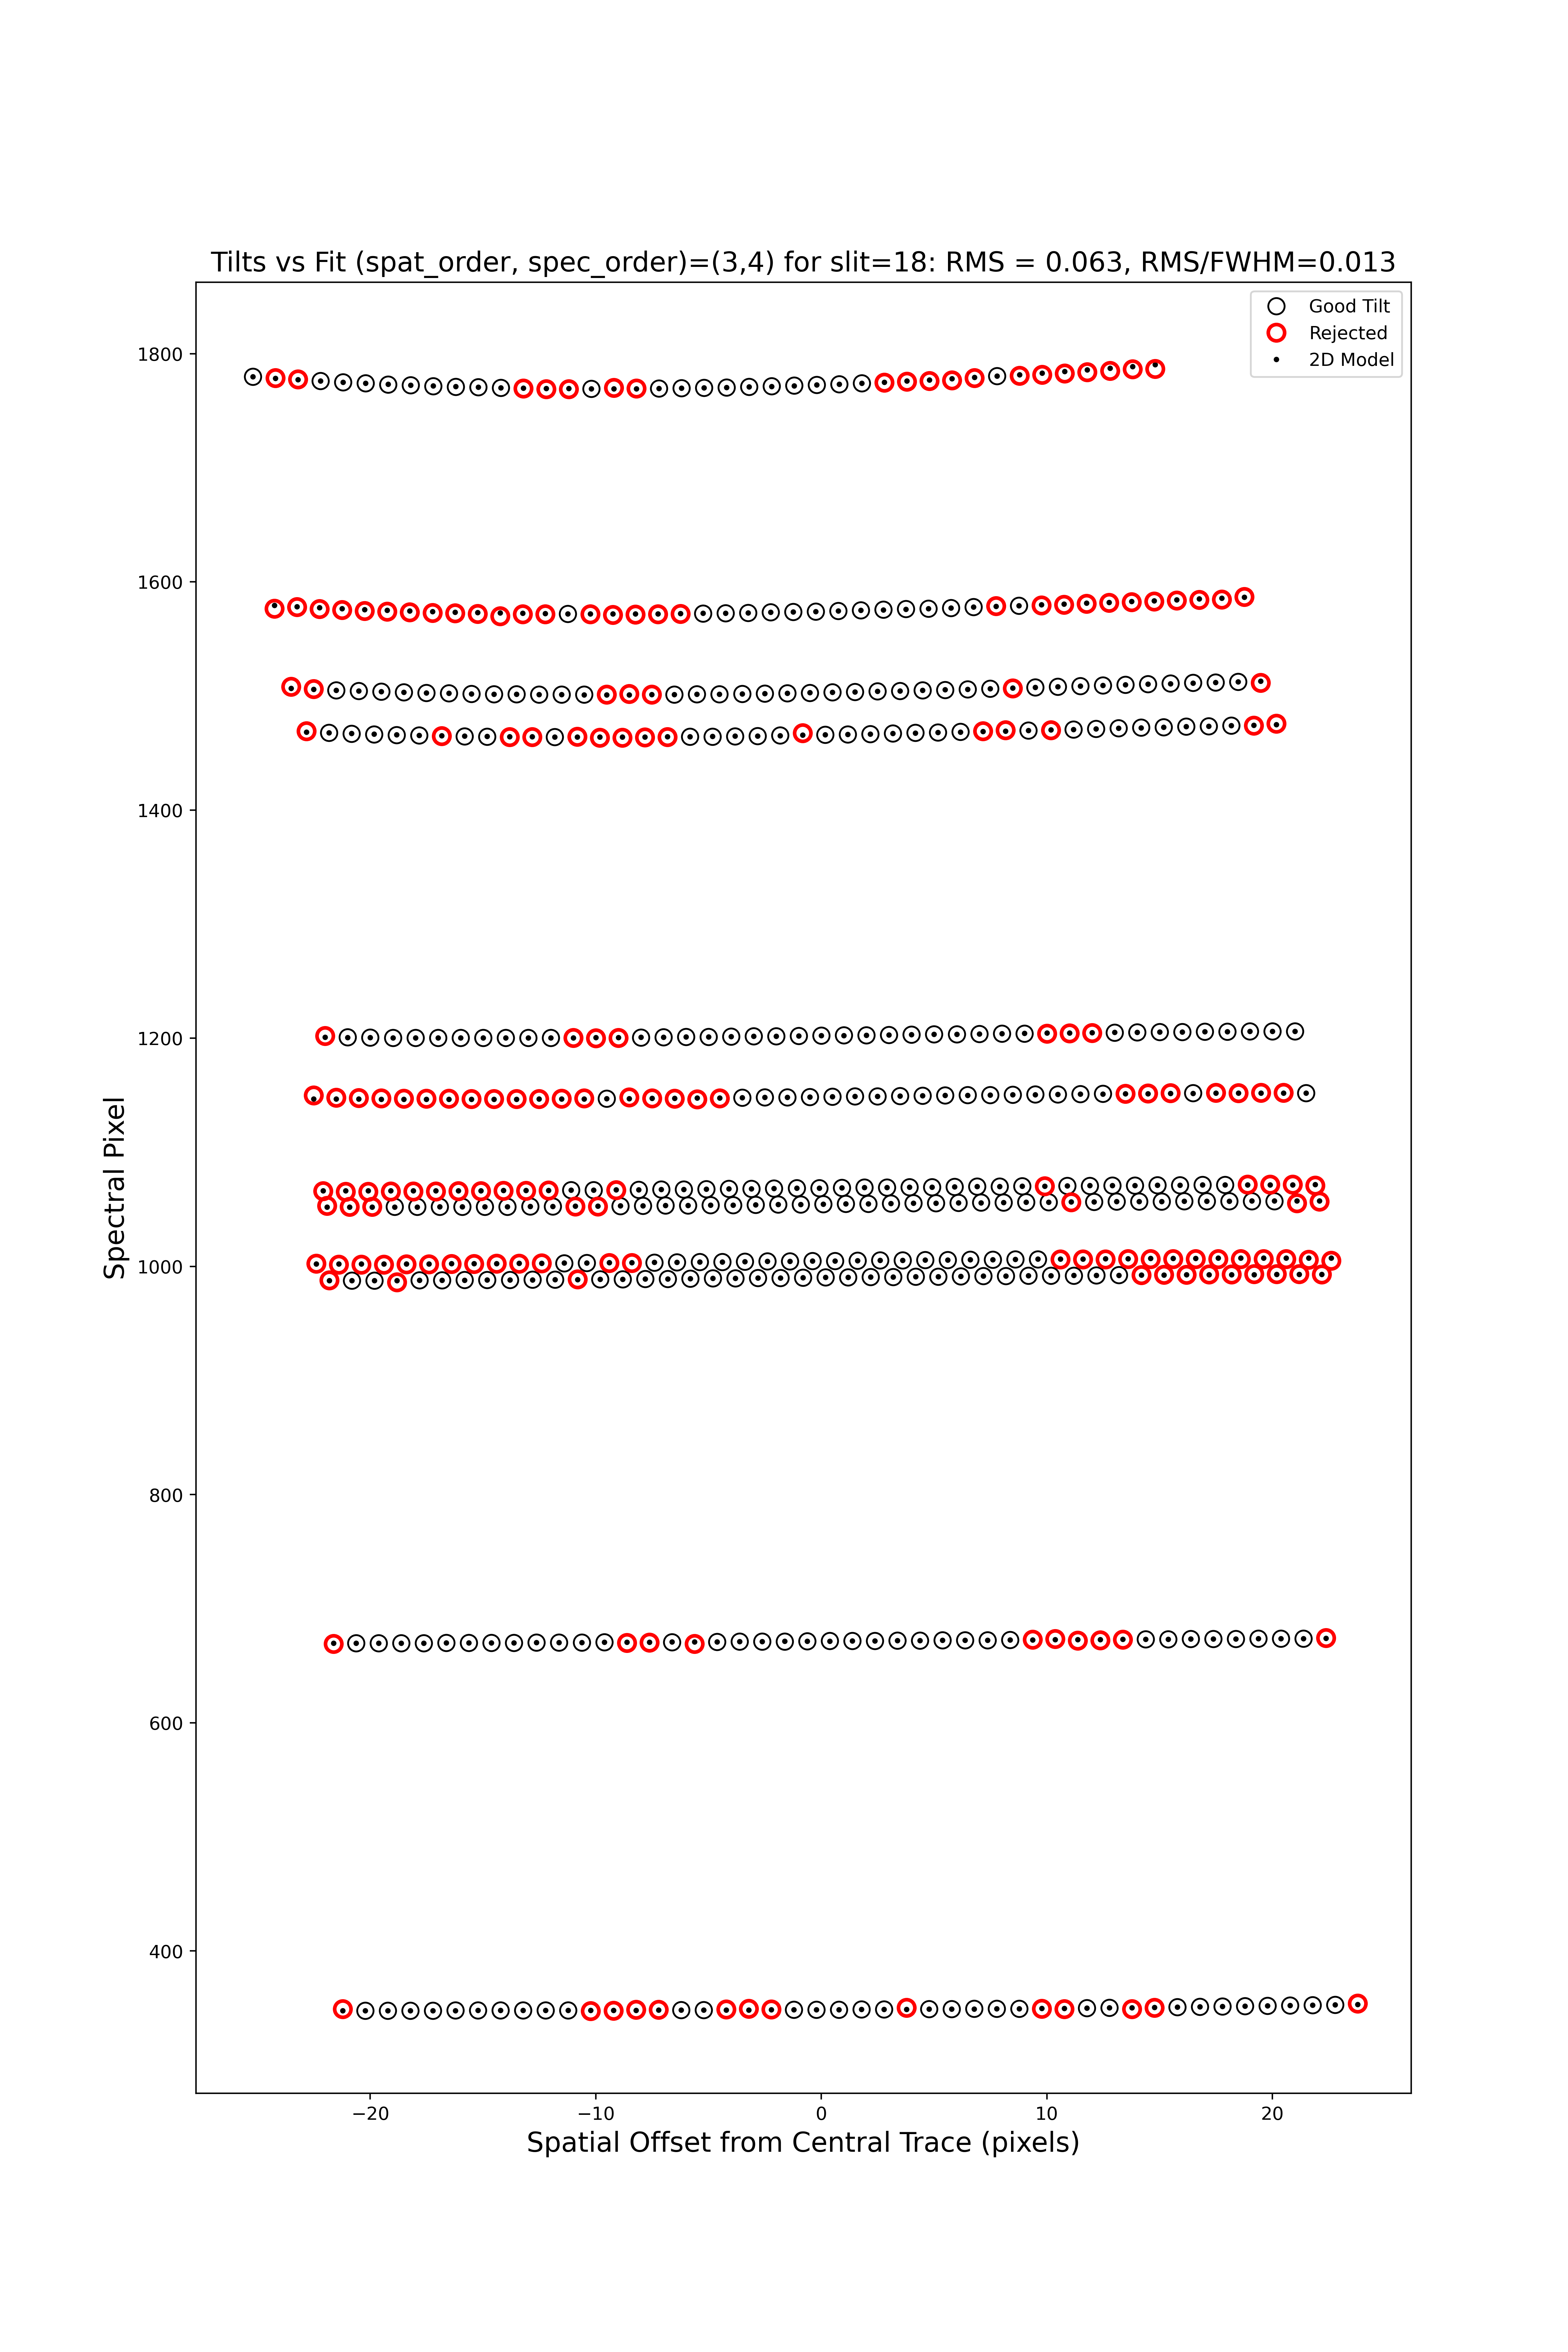 Tilts vs Fit (spat_order, spec_order)=(3,4) for slit=18: RMS = 0.063, RMS/FWHM=0.013
Good Tilt
Rejected
2D Model
1800
1600
1400
1200
1000
800
600
400
Spectral Pixel
−20
−10
0
10
20
Spatial Offset from Central Trace (pixels)